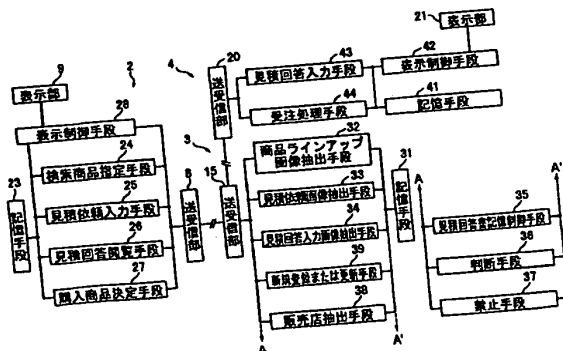 21
表示部
20
43
42
4
見積回答入力手段
表示制御手段
9
2
送受信部
44
41
表示部
受注処理手段
記憶手段
28
32
表示制御手段
3
商品ラインアップ
画像抽出手段
31
24
15
33
検索商品指定手段
8
見積依頼画像抽出手段
記憶手段
A
A'
23
25
34
35
見積依頼入力手段
送受信部
送受信部
見積回答入力画像抽出手段
見積回答書記憶制御手段
記憶手段
26
39
36
見積回答閲覧手段
新規登録または更新手段
判断手段
27
38
37
購入商品決定手段
販売店抽出手段
禁止手段
A
A'
A
A'